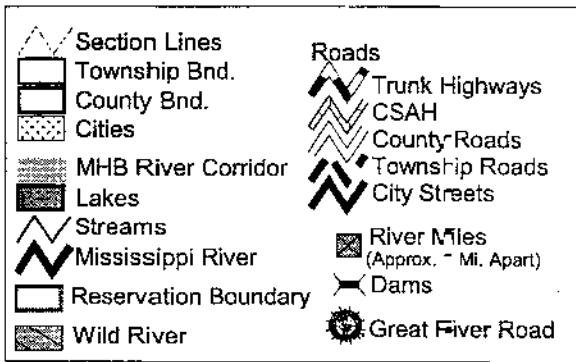 Section Lines
Township Bnd.
County Bnd.
Cities
MHB River Corridor
Lakes
Streams
Mississippi River
Reservation Boundary
Wild River
Roads
Trunk Highways
CSAH
County Roads
Township Roads
City Streets
River Miles
(Approx. Mi. Apart)
Dams
Great River Road